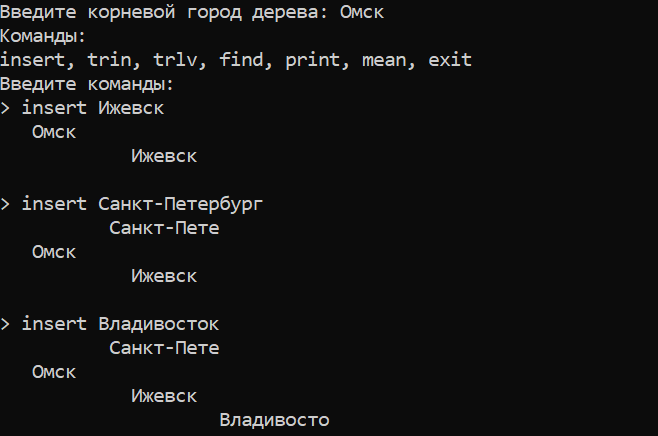 Введите корневой город дерева: Омск
Команды:
insert, trin, trlv, find, print, mean, exit
Введите команды:
> insert Ижевск
Омск
Ижевск
> insert Санкт-Петербург
Санкт-Пете
Омск
Ижевск
> insert Владивосток
Санкт-Пете
Омск
Ижевск
Владивосто